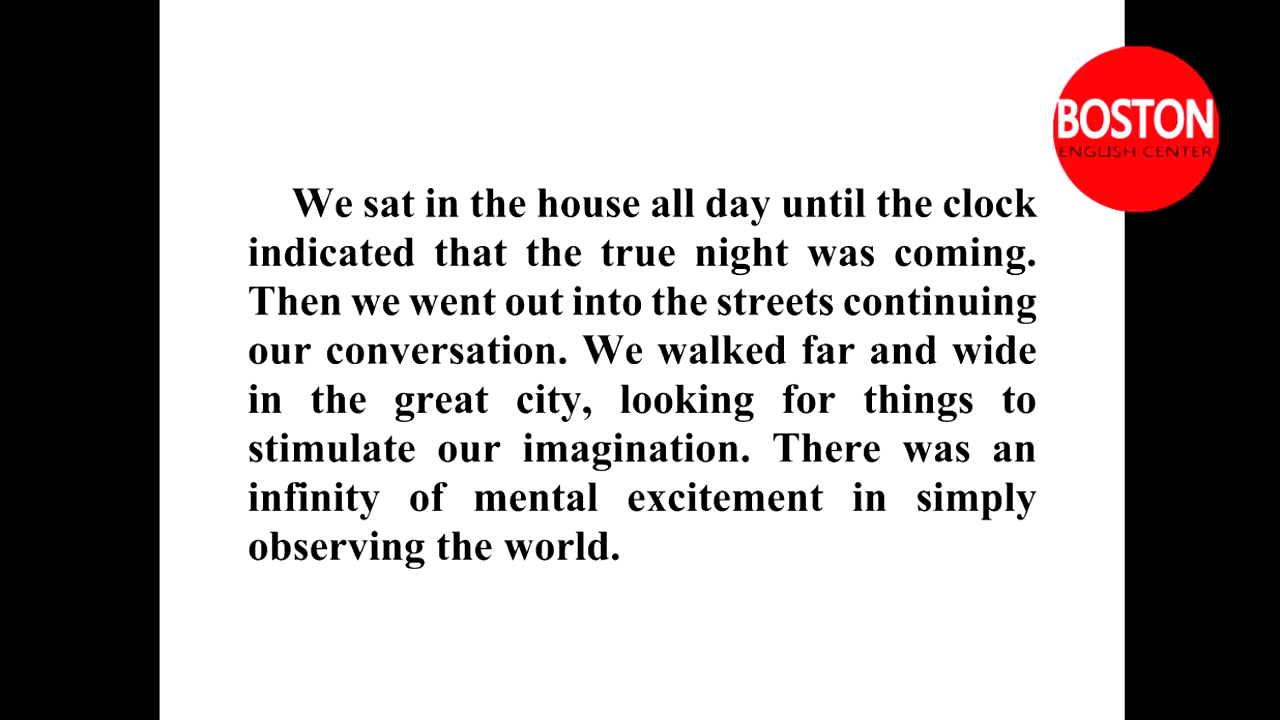 BOSTON
ENGLISH CENTER
We sat in the house all day until the clock
indicated that the true night was coming.
Then we went out into the streets continuing
our conversation. We walked far and wide
in the great city, looking for things to
stimulate our imagination. There was an
infinity of mental excitement in simply
observing the world.